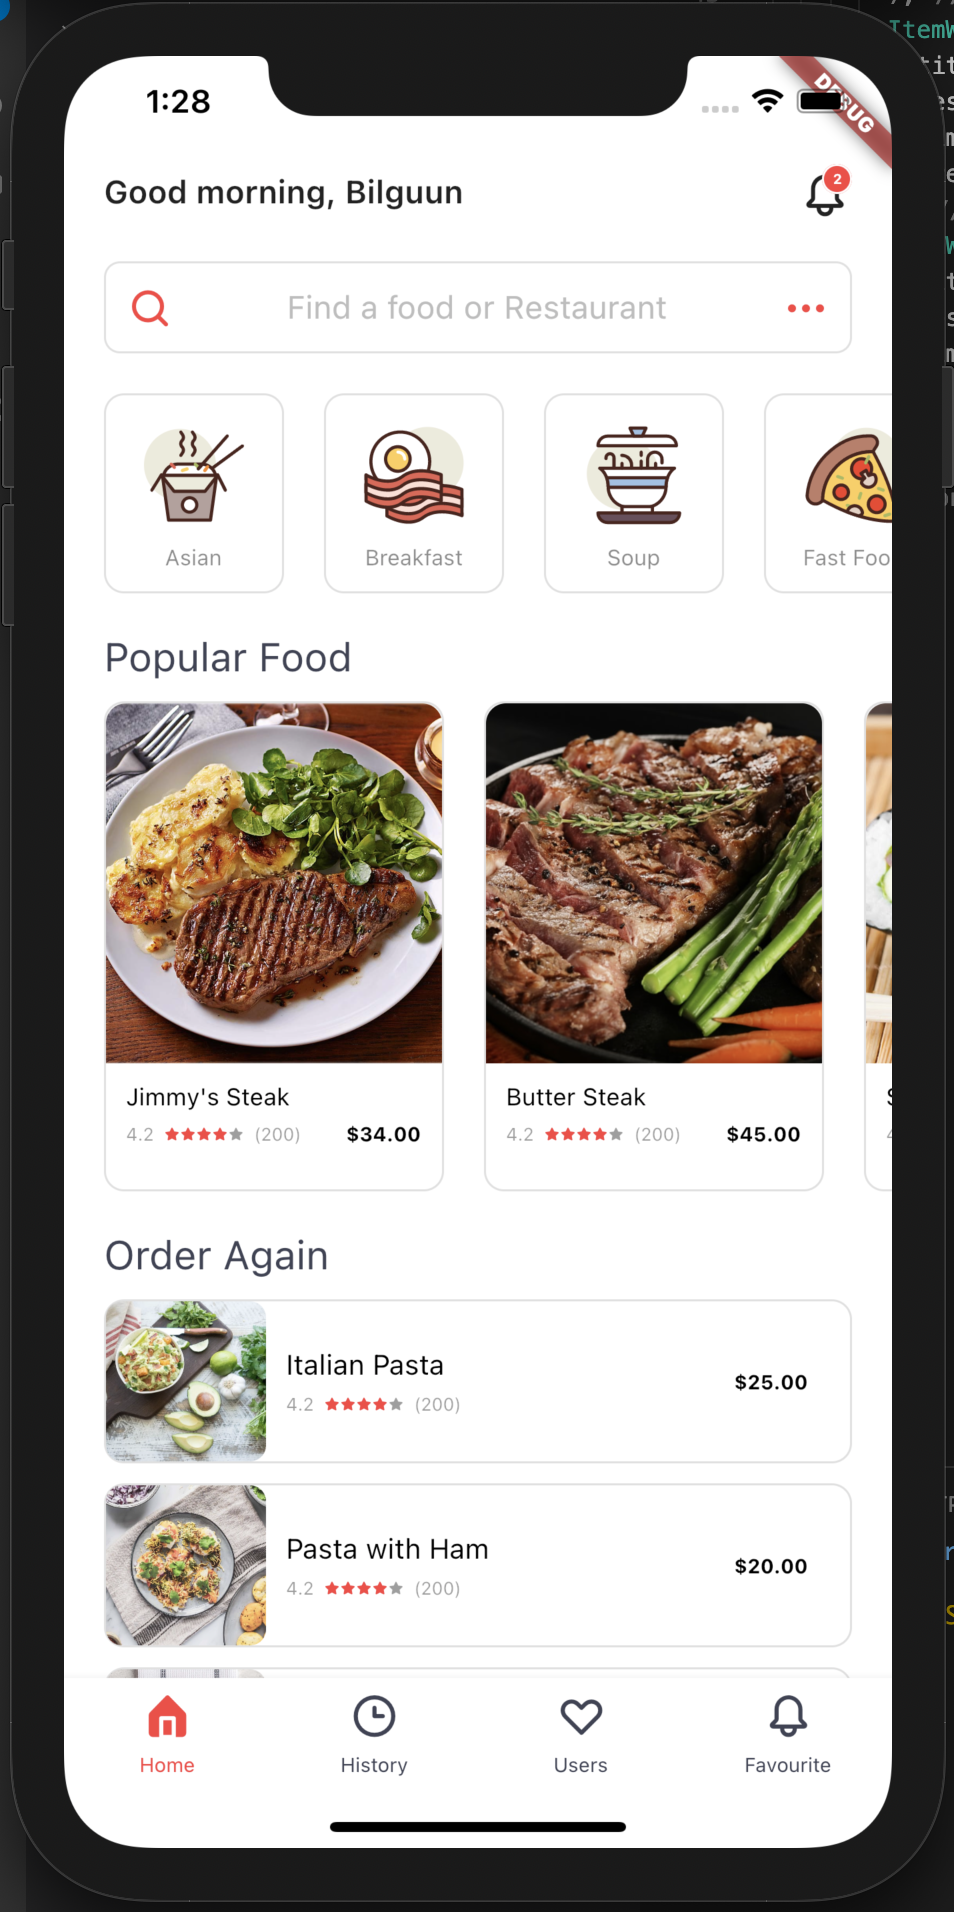 1:28
DEBUG
Good morning, Bilguun
2
Find a food or Restaurant
Asian
Breakfast
Soup
Fast Foo
Popular Food
Jimmy's Steak
4.2 (200) $34.00
Butter Steak
4.2 (200) $45.00
Order Again
Italian Pasta
4.2 (200)
$25.00
Pasta with Ham
4.2 (200)
$20.00
Home
History
Users
Favourite